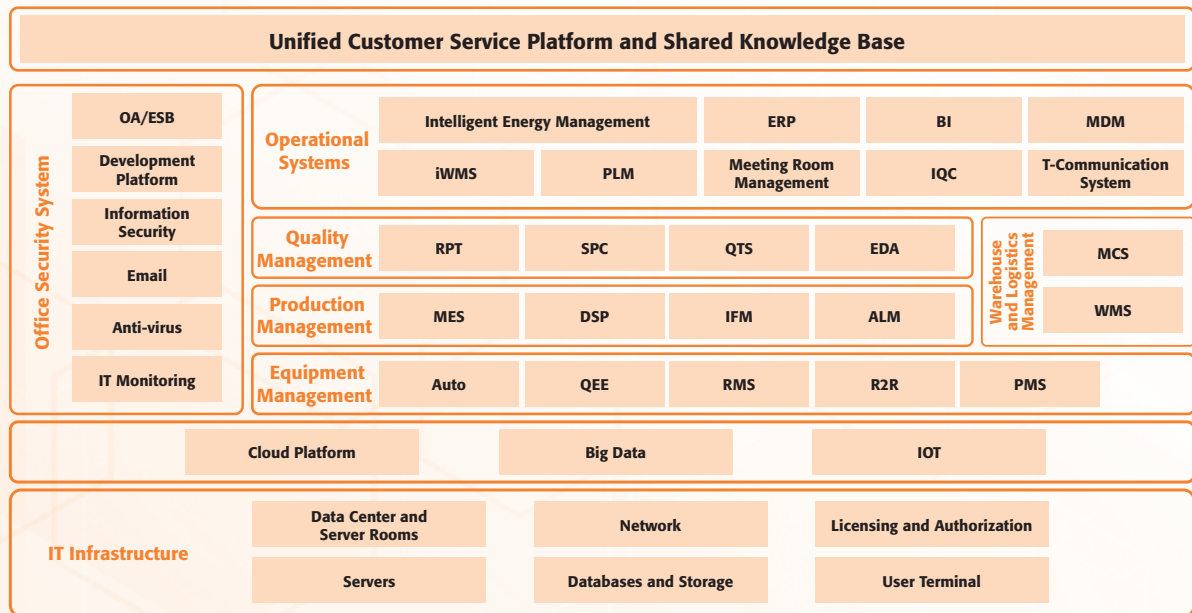 Unified Customer Service Platform and Shared Knowledge Base
Office Security System
OA/ESB
Development
Platform
Information
Security
Email
Anti-virus
IT Monitoring
Operational
Systems
Intelligent Energy Management
ERP
BI
MDM
iWMS
PLM
Meeting Room
Management
IQC
T-Communication
System
Quality
Management
RPT
SPC
QTS
EDA
Production
Management
MES
DSP
IFM
ALM
Warehouse
and Logistics
Management
MCS
WMS
Equipment
Management
Auto
QEE
RMS
R2R
PMS
Cloud Platform
Big Data
IOT
IT Infrastructure
Data Center and
Server Rooms
Network
Licensing and Authorization
Servers
Databases and Storage
User Terminal